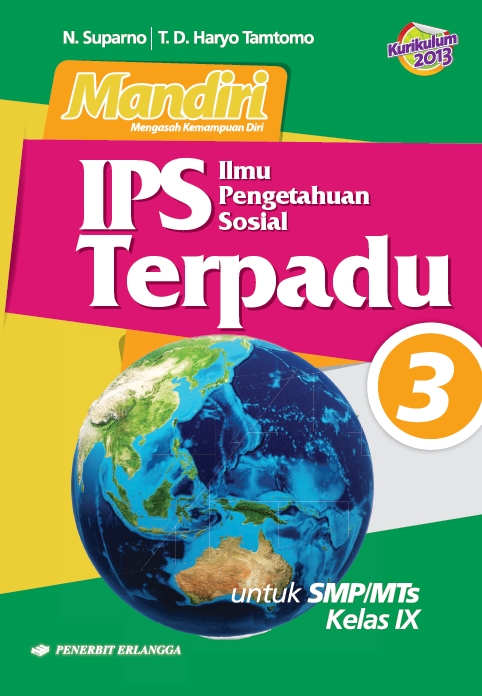 N. Suparno | T. D. Haryo Tamtomo
Kurikulum
2013
Mandiri
Mengasah Kemampuan Diri
IPS
Ilmu
Pengetahuan
Sosial
Terpadu
3
untuk SMP/MTs
Kelas IX
PENERBIT ERLANGGA